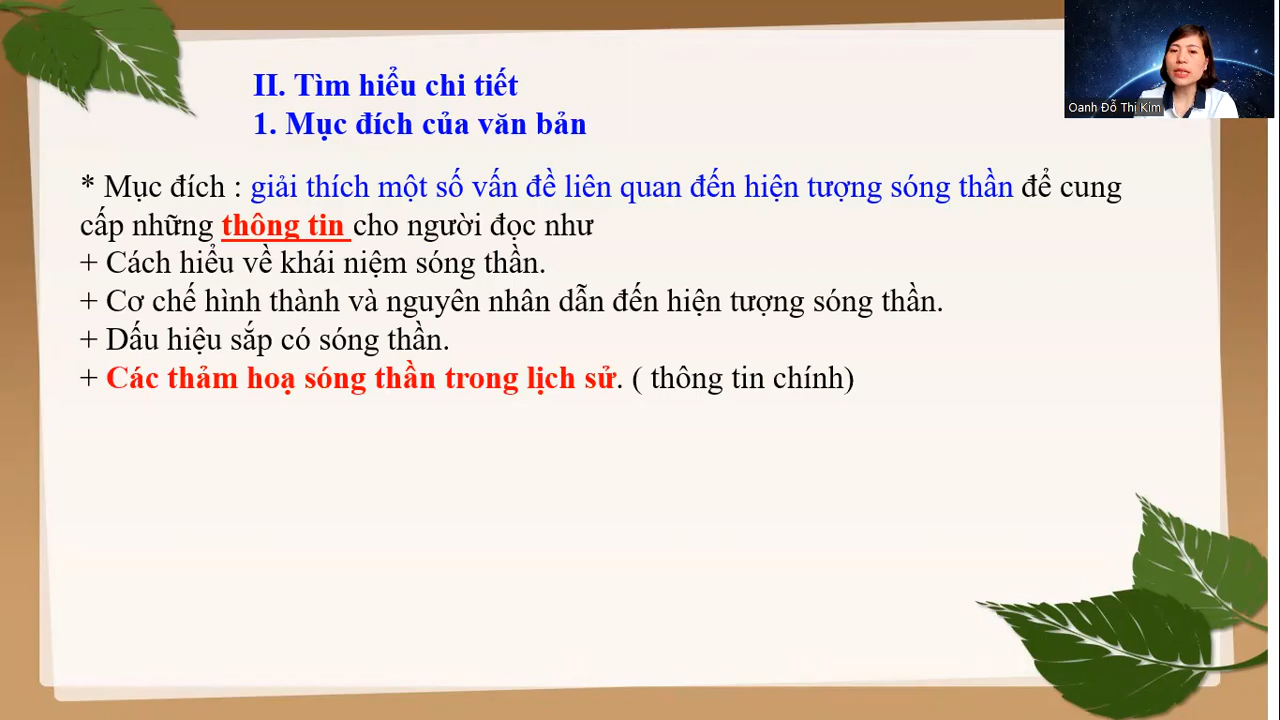 II. Tìm hiểu chi tiết
1. Mục đích của văn bản
Oanh Đỗ Thị Kim
* Mục đích : giải thích một số vấn đề liên quan đến hiện tượng sóng thần để cung
cấp những thông tin cho người đọc như
+ Cách hiểu về khái niệm sóng thần.
+ Cơ chế hình thành và nguyên nhân dẫn đến hiện tượng sóng thần.
+ Dấu hiệu sắp có sóng thần.
+ Các thảm hoạ sóng thần trong lịch sử. ( thông tin chính)